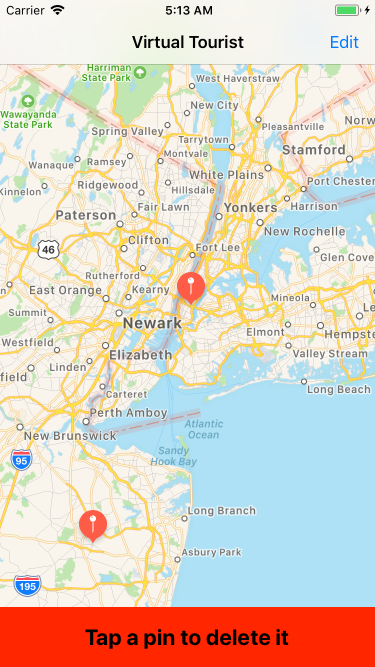 Carrier 5:13 AM
Virtual Tourist Edit
Harriman
State Park
West Haverstraw
Wawayanda
State Park
New City
Spring Valley
Pleasantville
Norw
Tarrytown
Stamford
Wanaque
Ramsey
Montvale
White Plains
Port Chester
Kinnelon
Ridgewood
Hillsdale
Harrison
Paterson
Fair Lawn
Yonkers
New Rochelle
46
Clifton
Fort Lee
Glen Cove
Rutherford
East Orange
Kearny
Mineola
Summit
Newark
Elmont
Hempste
Westfield
Elizabeth
Valley Stream
field
Linden
Long Beach
Carteret
Perth Amboy
Atlantic
Ocean
New Brunswick
Sandy
Hook Bay
95
Long Branch
Asbury Park
195
Tap a pin to delete it